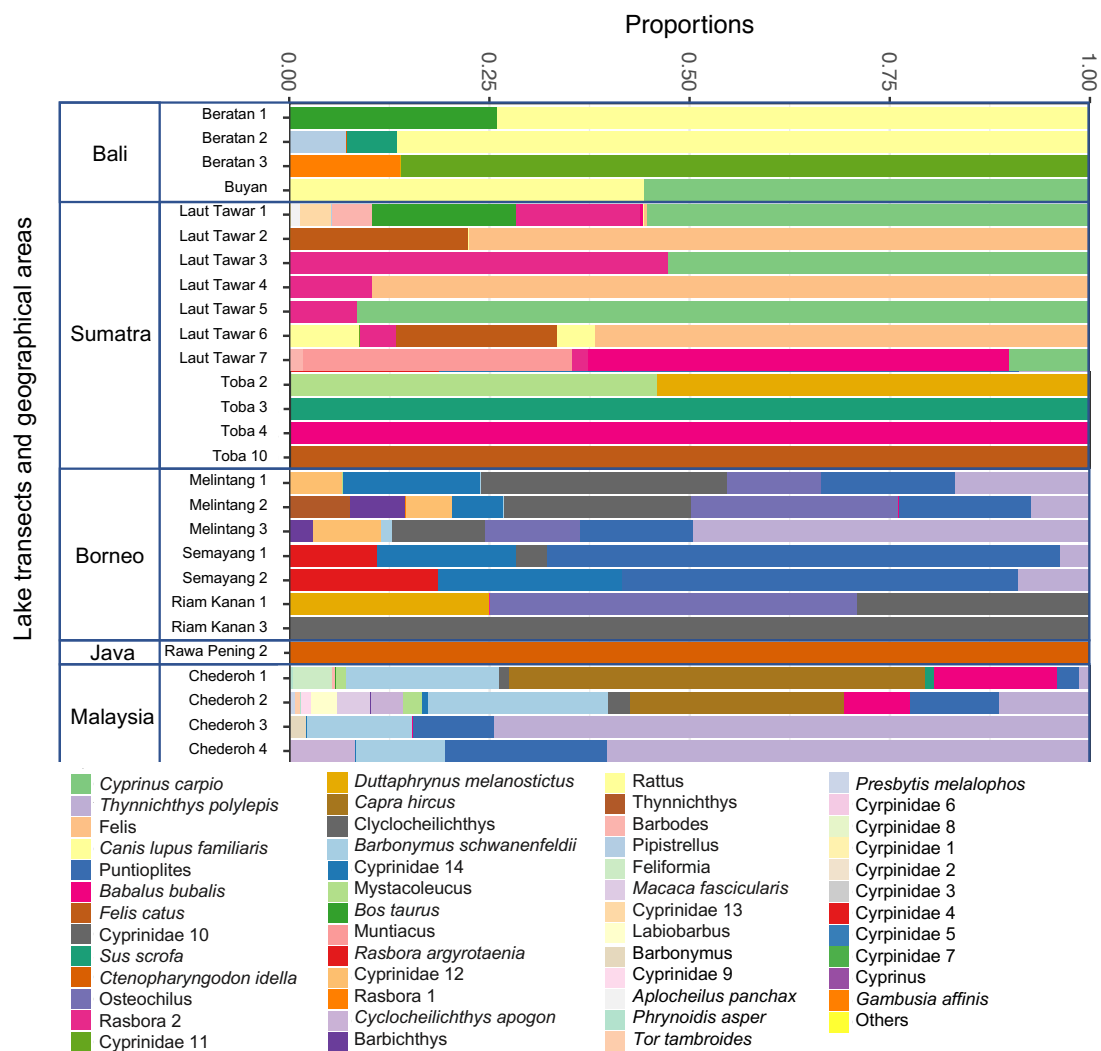 Proportions
0.00 0.25 0.50 0.75 1.00
Lake transects and geographical areas
Bali
Beratan 1
Beratan 2
Beratan 3
Buyan
Sumatra
Laut Tawar 1
Laut Tawar 2
Laut Tawar 3
Laut Tawar 4
Laut Tawar 5
Laut Tawar 6
Laut Tawar 7
Toba 2
Toba 3
Toba 4
Toba 10
Borneo
Melintang 1
Melintang 2
Melintang 3
Semayang 1
Semayang 2
Riam Kanan 1
Riam Kanan 3
Java
Rawa Pening 2
Malaysia
Chederoh 1
Chederoh 2
Chederoh 3
Chederoh 4
Cyprinus carpio
Thynnichthys polylepis
Felis
Canis lupus familiaris
Puntioplites
Babalus bubalis
Felis catus
Cyprinidae 10
Sus scrofa
Ctenopharyngodon idella
Osteochilus
Rasbora 2
Cyprinidae 11
Duttaphrynus melanostictus
Capra hircus
Clyclocheilichthys
Barbonymus schwanenfeldii
Cyprinidae 14
Mystacoleucus
Bos taurus
Muntiacus
Rasbora argyrotaenia
Cyprinidae 12
Rasbora 1
Cyclocheilichthys apogon
Barbichthys
Rattus
Thynnichthys
Barbodes
Pipistrellus
Feliformia
Macaca fascicularis
Cyprinidae 13
Labiobarbus
Barbonymus
Cyprinidae 9
Aplocheilus panchax
Phrynoidis asper
Tor tambroides
Presbytis melalophos
Cyrpinidae 6
Cyrpinidae 8
Cyrpinidae 1
Cyrpinidae 2
Cyrpinidae 3
Cyrpinidae 4
Cyrpinidae 5
Cyrpinidae 7
Cyprinus
Gambusia affinis
Others